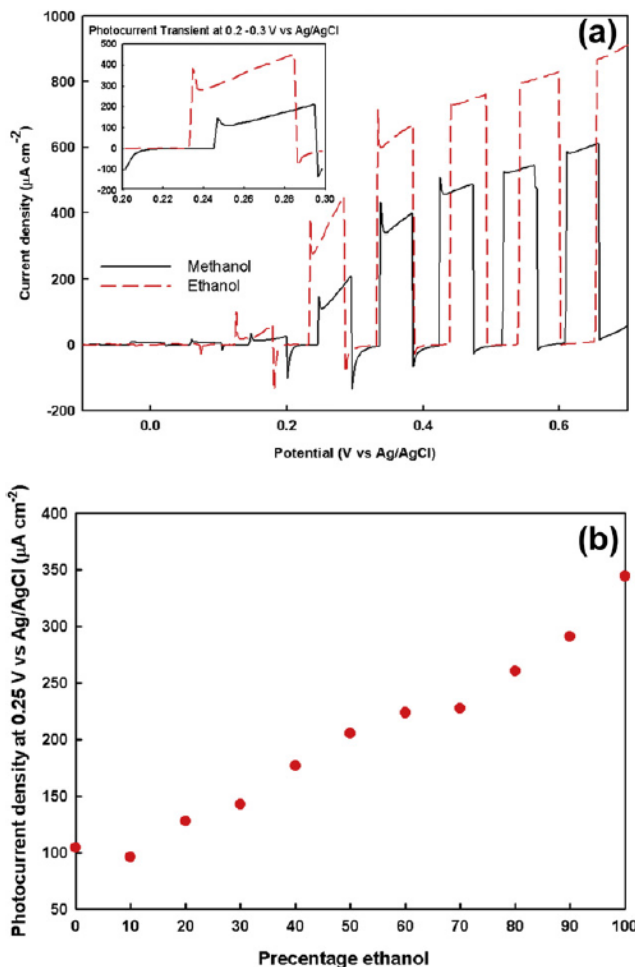 (a)
Photocurrent Transient at 0.2 -0.3 V vs Ag/AgCl
500
400
300
200
100
0
-100
-200
0.20 0.22 0.24 0.26 0.28 0.30
Methanol
Ethanol
1000
800
600
400
200
0
-200
Current density (µA cm⁻²)
0.0 0.2 0.4 0.6
Potential (V vs Ag/AgCl)
(b)
400
350
300
250
200
150
100
50
Photocurrent density at 0.25 V vs Ag/AgCl (µA cm⁻²)
0 10 20 30 40 50 60 70 80 90 100
Precentage ethanol